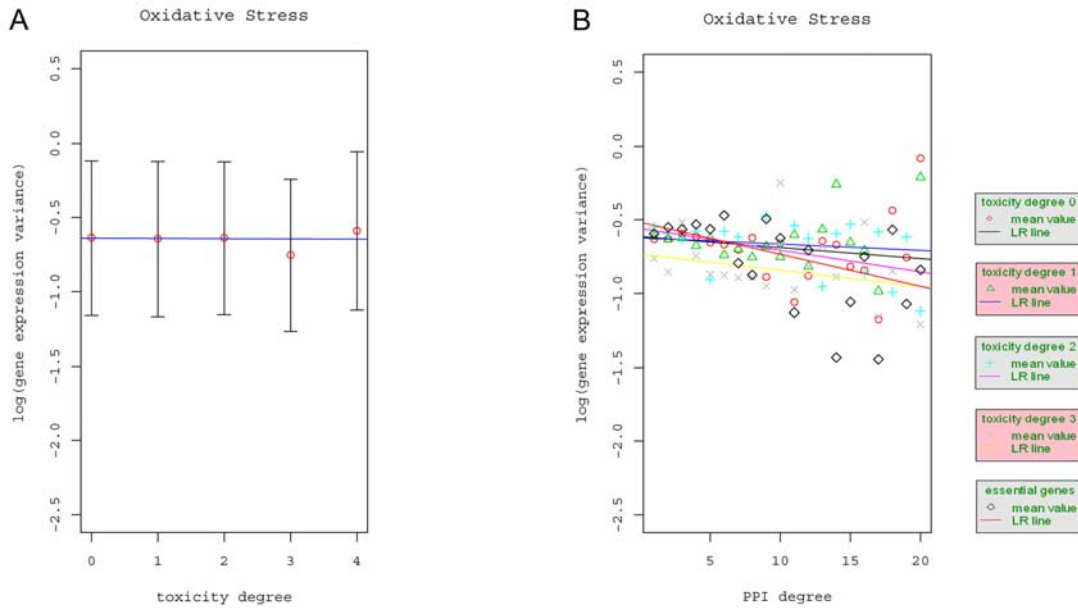 A
Oxidative Stress
log(gene expression variance)
0.5
0.0
-0.5
-1.0
-1.5
-2.0
-2.5
0 1 2 3 4
toxicity degree
B
Oxidative Stress
log(gene expression variance)
0.5
0.0
-0.5
-1.0
-1.5
-2.0
-2.5
5 10 15 20
PPI degree
toxicity degree 0
mean value
LR line
toxicity degree 1
mean value
LR line
toxicity degree 2
mean value
LR line
toxicity degree 3
mean value
LR line
essential genes
mean value
LR line